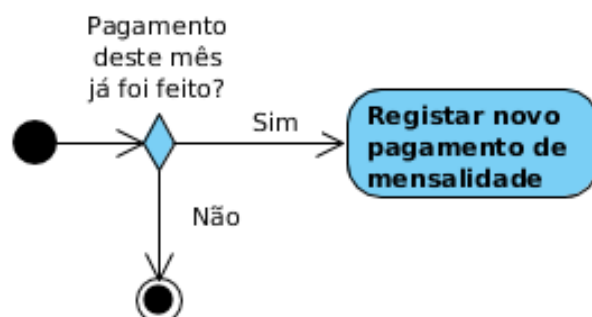 Pagamento
deste mês
já foi feito?
Sim
Registar novo
pagamento de
mensalidade
Não